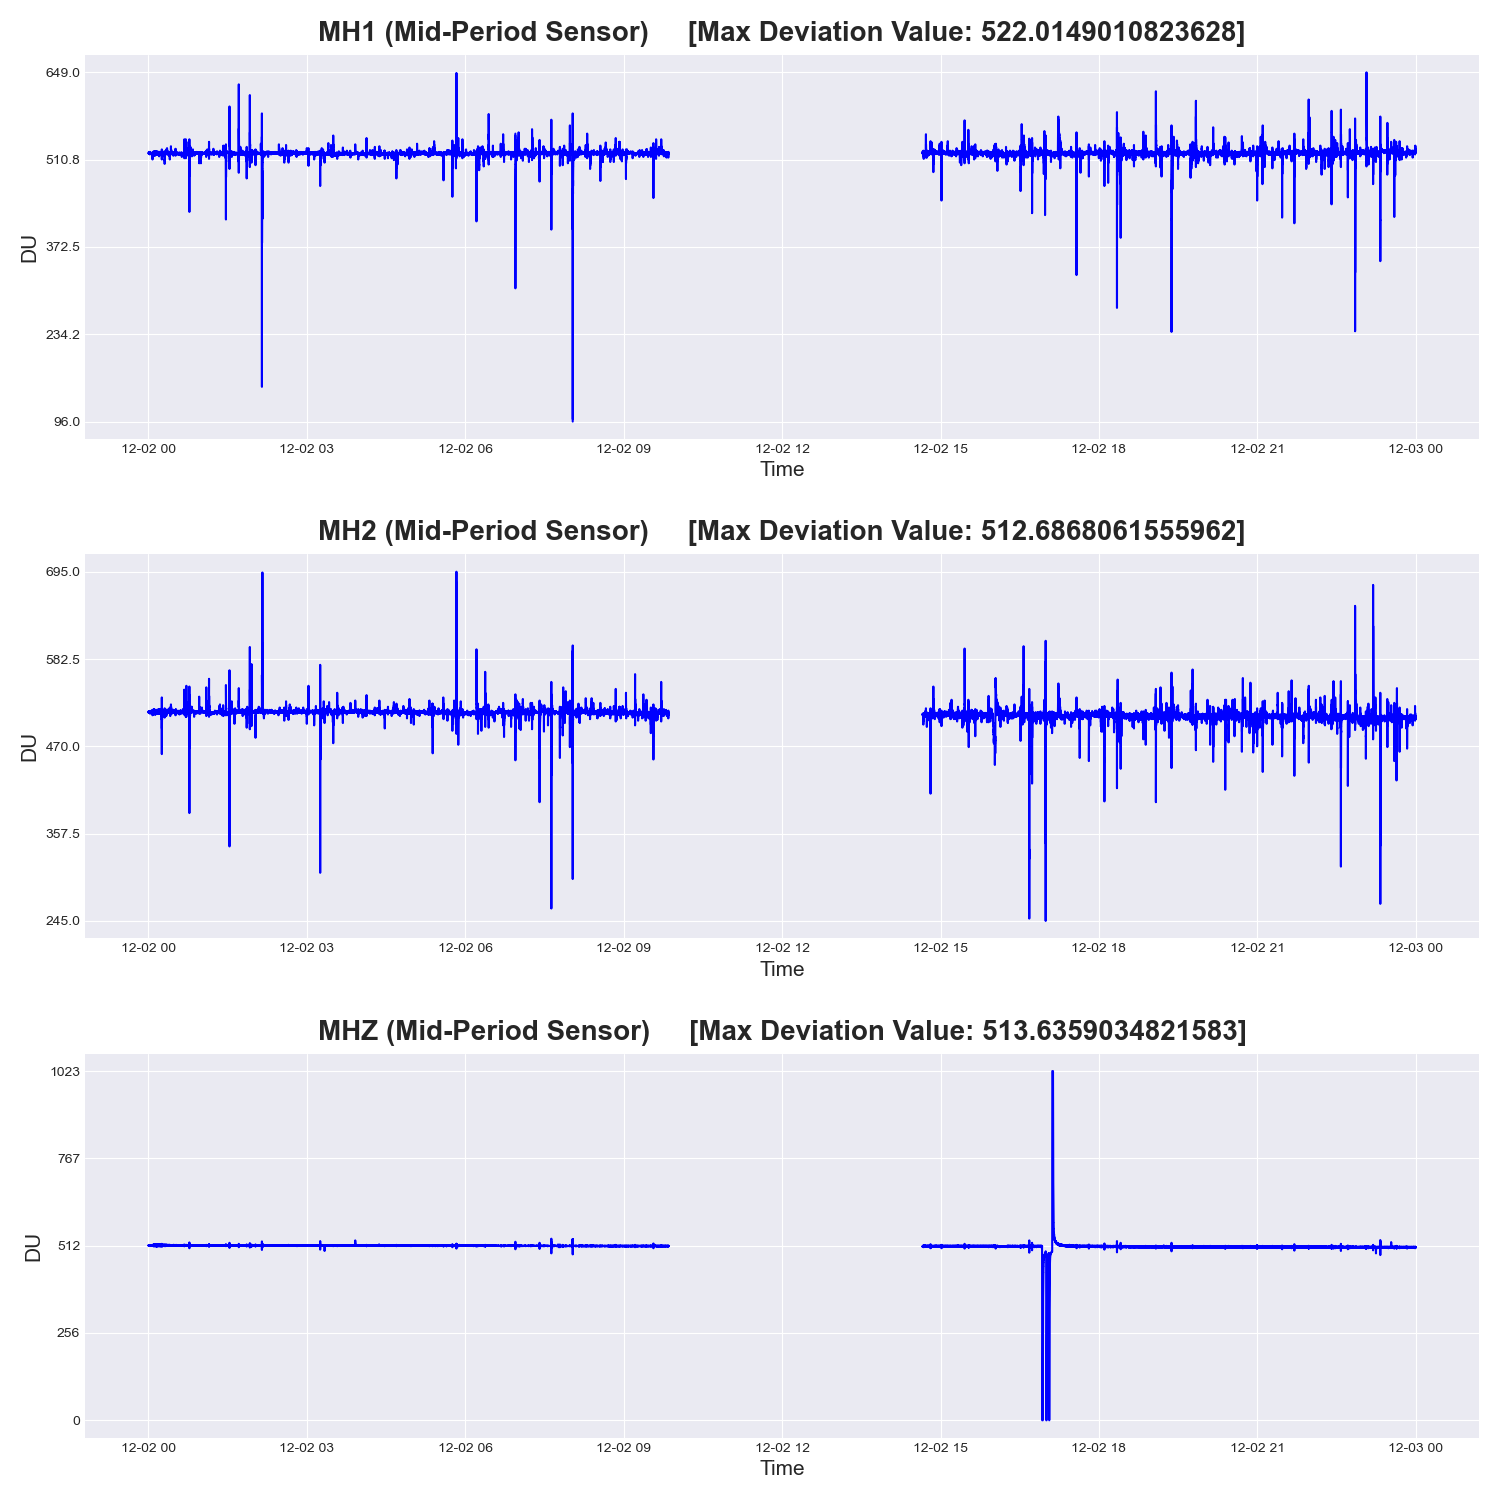 MH1 (Mid-Period Sensor) [Max Deviation Value: 522.0149010823628]
649.0
510.8
372.5
234.2
96.0
DU
12-02 00 12-02 03 12-02 06 12-02 09 12-02 12 12-02 15 12-02 18 12-02 21 12-03 00
Time
MH2 (Mid-Period Sensor) [Max Deviation Value: 512.6868061555962]
695.0
582.5
470.0
357.5
245.0
DU
12-02 00 12-02 03 12-02 06 12-02 09 12-02 12 12-02 15 12-02 18 12-02 21 12-03 00
Time
MHZ (Mid-Period Sensor) [Max Deviation Value: 513.6359034821583]
1023
767
512
256
0
DU
12-02 00 12-02 03 12-02 06 12-02 09 12-02 12 12-02 15 12-02 18 12-02 21 12-03 00
Time